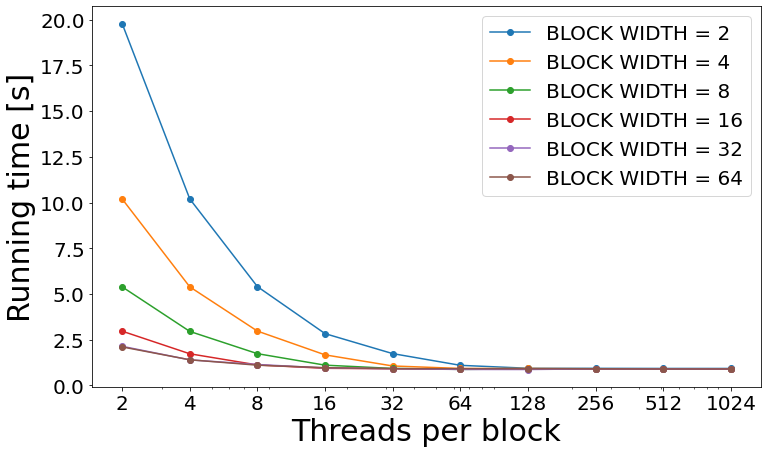 Running time [s]
20.0
17.5
15.0
12.5
10.0
7.5
5.0
2.5
0.0
BLOCK WIDTH = 2
BLOCK WIDTH = 4
BLOCK WIDTH = 8
BLOCK WIDTH = 16
BLOCK WIDTH = 32
BLOCK WIDTH = 64
2 4 8 16 32 64 128 256 512 1024
Threads per block